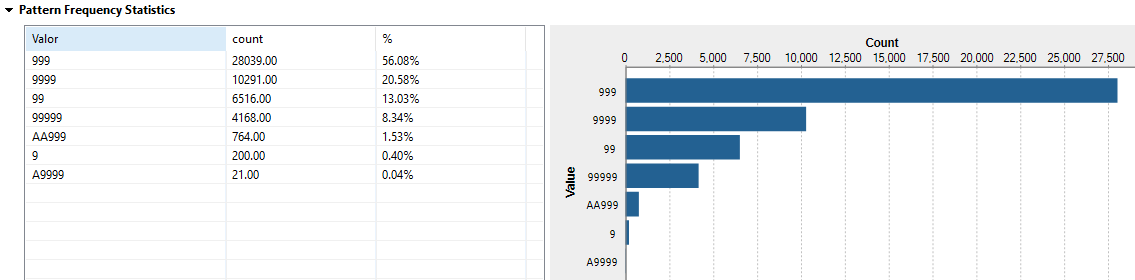 Pattern Frequency Statistics
Valor count %
999 28039.00 56.08%
9999 10291.00 20.58%
99 6516.00 13.03%
99999 4168.00 8.34%
AA999 764.00 1.53%
9 200.00 0.40%
A9999 21.00 0.04%
Count
0 2,500 5,000 7,500 10,000 12,500 15,000 17,500 20,000 22,500 25,000 27,500
Value
999
9999
99
99999
AA999
9
A9999